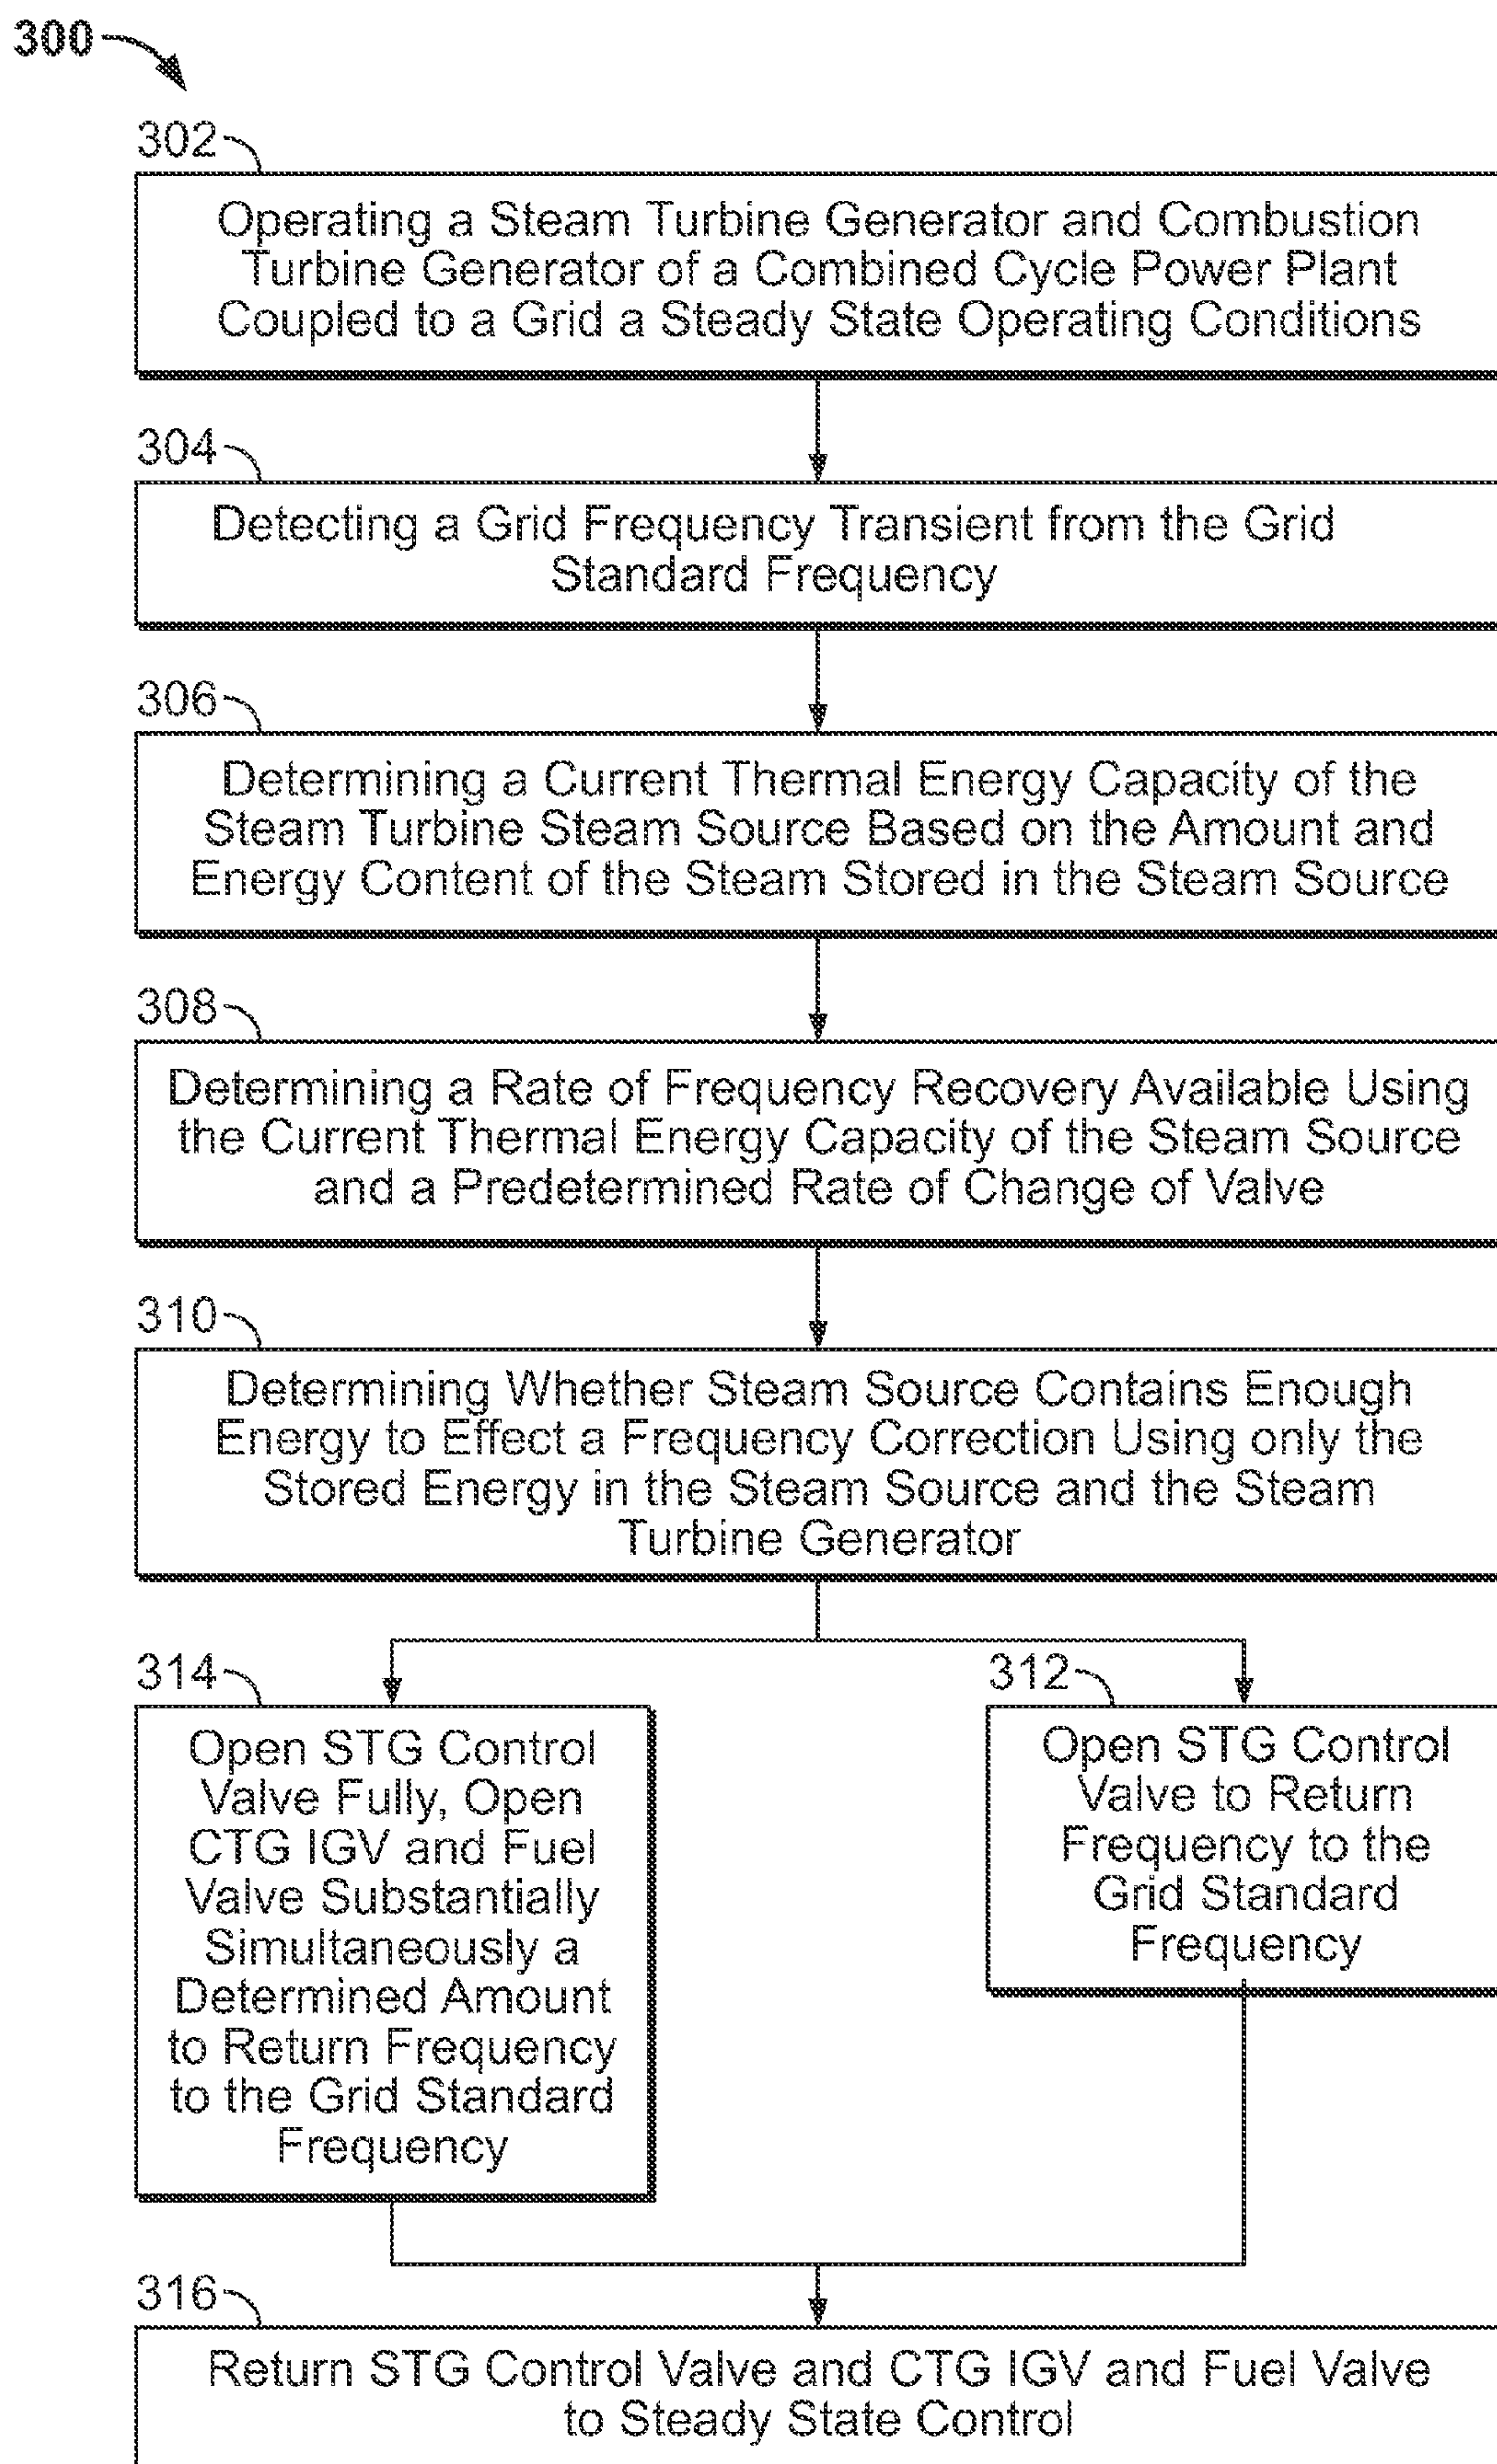 300
302
Operating a Steam Turbine Generator and Combustion
Turbine Generator of a Combined Cycle Power Plant
Coupled to a Grid a Steady State Operating Conditions
304
Detecting a Grid Frequency Transient from the Grid
Standard Frequency
306
Determining a Current Thermal Energy Capacity of the
Steam Turbine Steam Source Based on the Amount and
Energy Content of the Steam Stored in the Steam Source
308
Determining a Rate of Frequency Recovery Available Using
the Current Thermal Energy Capacity of the Steam Source
and a Predetermined Rate of Change of Valve
310
Determining Whether Steam Source Contains Enough
Energy to Effect a Frequency Correction Using only the
Stored Energy in the Steam Source and the Steam
Turbine Generator
314
Open STG Control
Valve Fully, Open
CTG IGV and Fuel
Valve Substantially
Simultaneously a
Determined Amount
to Return Frequency
to the Grid Standard
Frequency
312
Open STG Control
Valve to Return
Frequency to the
Grid Standard
Frequency
316
Return STG Control Valve and CTG IGV and Fuel Valve
to Steady State Control